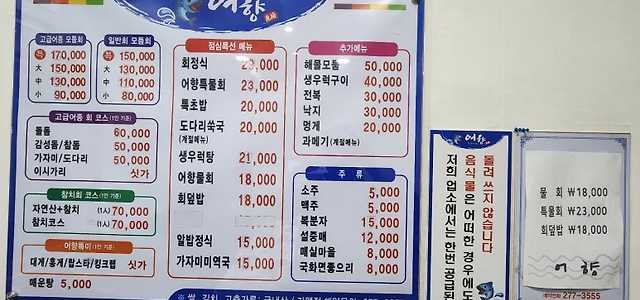 어향
고급어종 모듬회
특 170,000
大 150,000
中 130,000
小 90,000
일반회 모듬회
특 150,000
大 130,000
中 110,000
小 80,000
고급어종 회 코스 (1인 기준)
돌돔 60,000
감성돔/참돔 50,000
가자미/도다리 50,000
이시가리 싯가
참치회 코스 (1인 기준)
자연산+참치 (1人) 70,000
참치코스 (1人) 70,000
어향특미 (1인 기준)
대게/홍게/랍스타/킹크랩 싯가
매운탕 5,000
점심특선 메뉴
회정식 29,000
어향특물회 23,000
특초밥 20,000
도다리쑥국 20,000
(계절메뉴)
생우럭탕 21,000
어향물회 18,000
회덮밥 18,000
15,000
알밥정식 15,000
가자미미역국 15,000
추가메뉴
해물모듬 50,000
생우럭구이 40,000
전복 30,000
낙지 30,000
멍게 20,000
과메기 (계절메뉴)
주 류
소주 5,000
맥주 5,000
복분자 15,000
설중매 12,000
매실마을 8,000
국화면좋으리 8,000
어향
저희 업소에서는 한번 공급된
음식물은 어떠한 경우에도
돌려 쓰지 않습니다
물 회 ₩18,000
특물회 ₩23,000
회덮밥 ₩18,000
어 향
277-3555